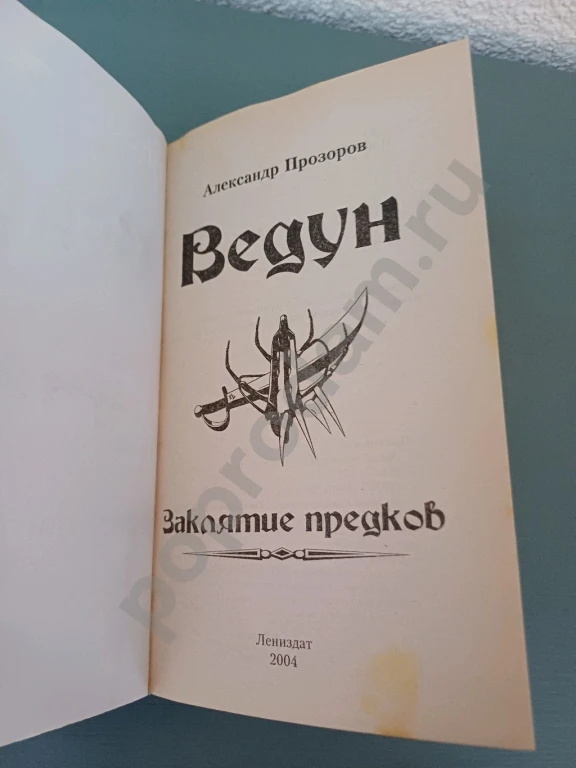 Александр Прозоров
Ведун
Заклятие предков
Лениздат
2004